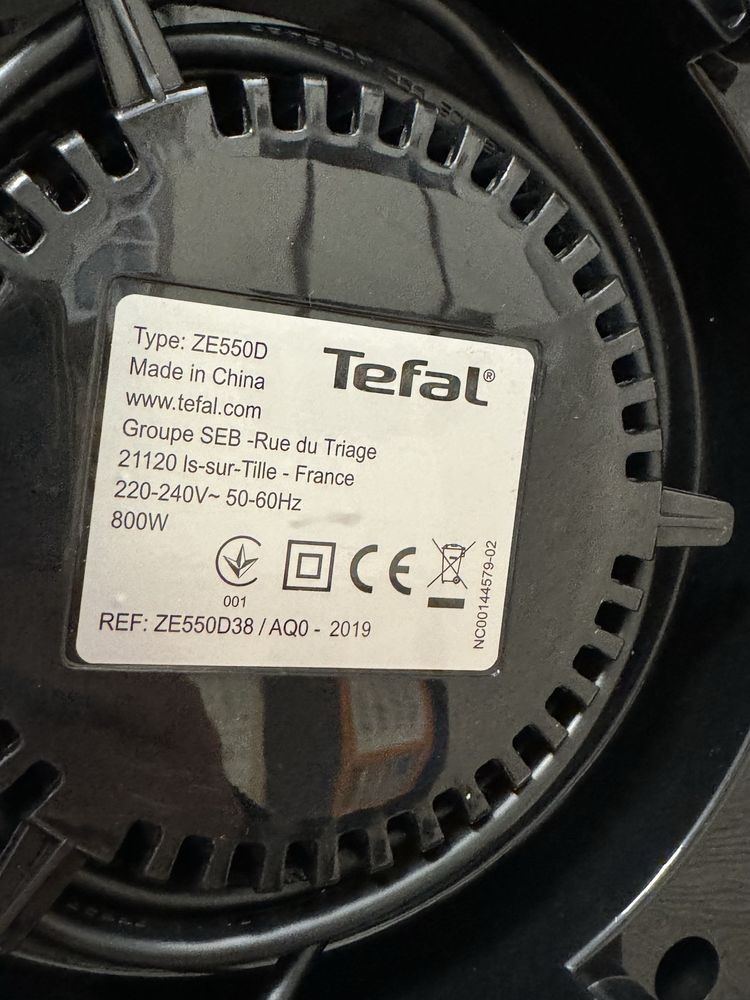 Type: ZE550D
Tefal®
Made in China
www.tefal.com
Groupe SEB -Rue du Triage
21120 Is-sur-Tille - France
220-240V~ 50-60Hz
800W
001
CE
REF: ZE550D38 / AQ0 - 2019
NC00144579-02